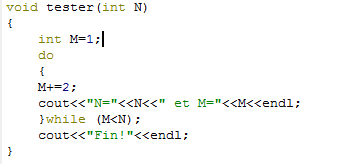 void tester(int N)
{
int M=1;
do
{
M+=2;
cout<<"N="<<N<<" et M="<<M<<endl;
}while (M<N);
cout<<"Fin!"<<endl;
}